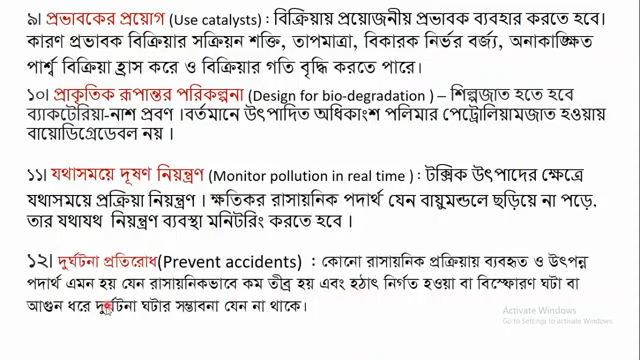 ৯। প্রভাবকের প্রয়োগ (Use catalysts) : বিক্রিয়ায় প্রয়োজনীয় প্রভাবক ব্যবহার করতে হবে।
কারণ প্রভাবক বিক্রিয়ার সক্রিয়ন শক্তি, তাপমাত্রা, বিকারক নির্ভর বর্জ্য, অনাকাঙ্ক্ষিত
পার্শ্ব বিক্রিয়া হ্রাস করে ও বিক্রিয়ার গতি বৃদ্ধি করতে পারে।
১০। প্রাকৃতিক রূপান্তর পরিকল্পনা (Design for bio-degradation) – শিল্পজাত হতে হবে
ব্যাকটেরিয়া-নাশ প্রবণ ।বর্তমানে উৎপাদিত অধিকাংশ পলিমার পেট্রোলিয়ামজাত হওয়ায়
বায়োডিগ্রেডেবল নয় ।
১১। যথাসময়ে দূষণ নিয়ন্ত্রণ (Monitor pollution in real time) : টক্সিক উৎপাদের ক্ষেত্রে
যথাসময়ে প্রক্রিয়া নিয়ন্ত্রণ । ক্ষতিকর রাসায়নিক পদার্থ যেন বায়ুমন্ডলে ছড়িয়ে না পড়ে,
তার যথাযথ নিয়ন্ত্রণ ব্যবস্থা মনিটরিং করতে হবে ।
১২। দুর্ঘটনা প্রতিরোধ(Prevent accidents) : কোনো রাসায়নিক প্রক্রিয়ায় ব্যবহৃত ও উৎপন্ন
পদার্থ এমন হয় যেন রাসায়নিকভাবে কম তীব্র হয় এবং হঠাৎ নির্গত হওয়া বা বিস্ফোরণ ঘটা বা
আগুন ধরে দুর্ঘটনা ঘটার সম্ভাবনা যেন না থাকে।
Activate Windows
Go to Settings to activate Windows.